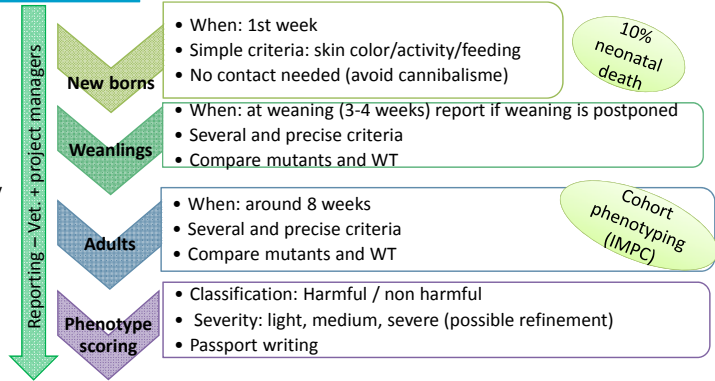 Reporting – Vet. + project managers
New borns
• When: 1st week
• Simple criteria: skin color/activity/feeding
• No contact needed (avoid cannibalisme)
10%
neonatal
death
Weanlings
• When: at weaning (3-4 weeks) report if weaning is postponed
• Several and precise criteria
• Compare mutants and WT
Adults
• When: around 8 weeks
• Several and precise criteria
• Compare mutants and WT
Cohort
phenotyping
(IMPC)
Phenotype
scoring
• Classification: Harmful / non harmful
• Severity: light, medium, severe (possible refinement)
• Passport writing